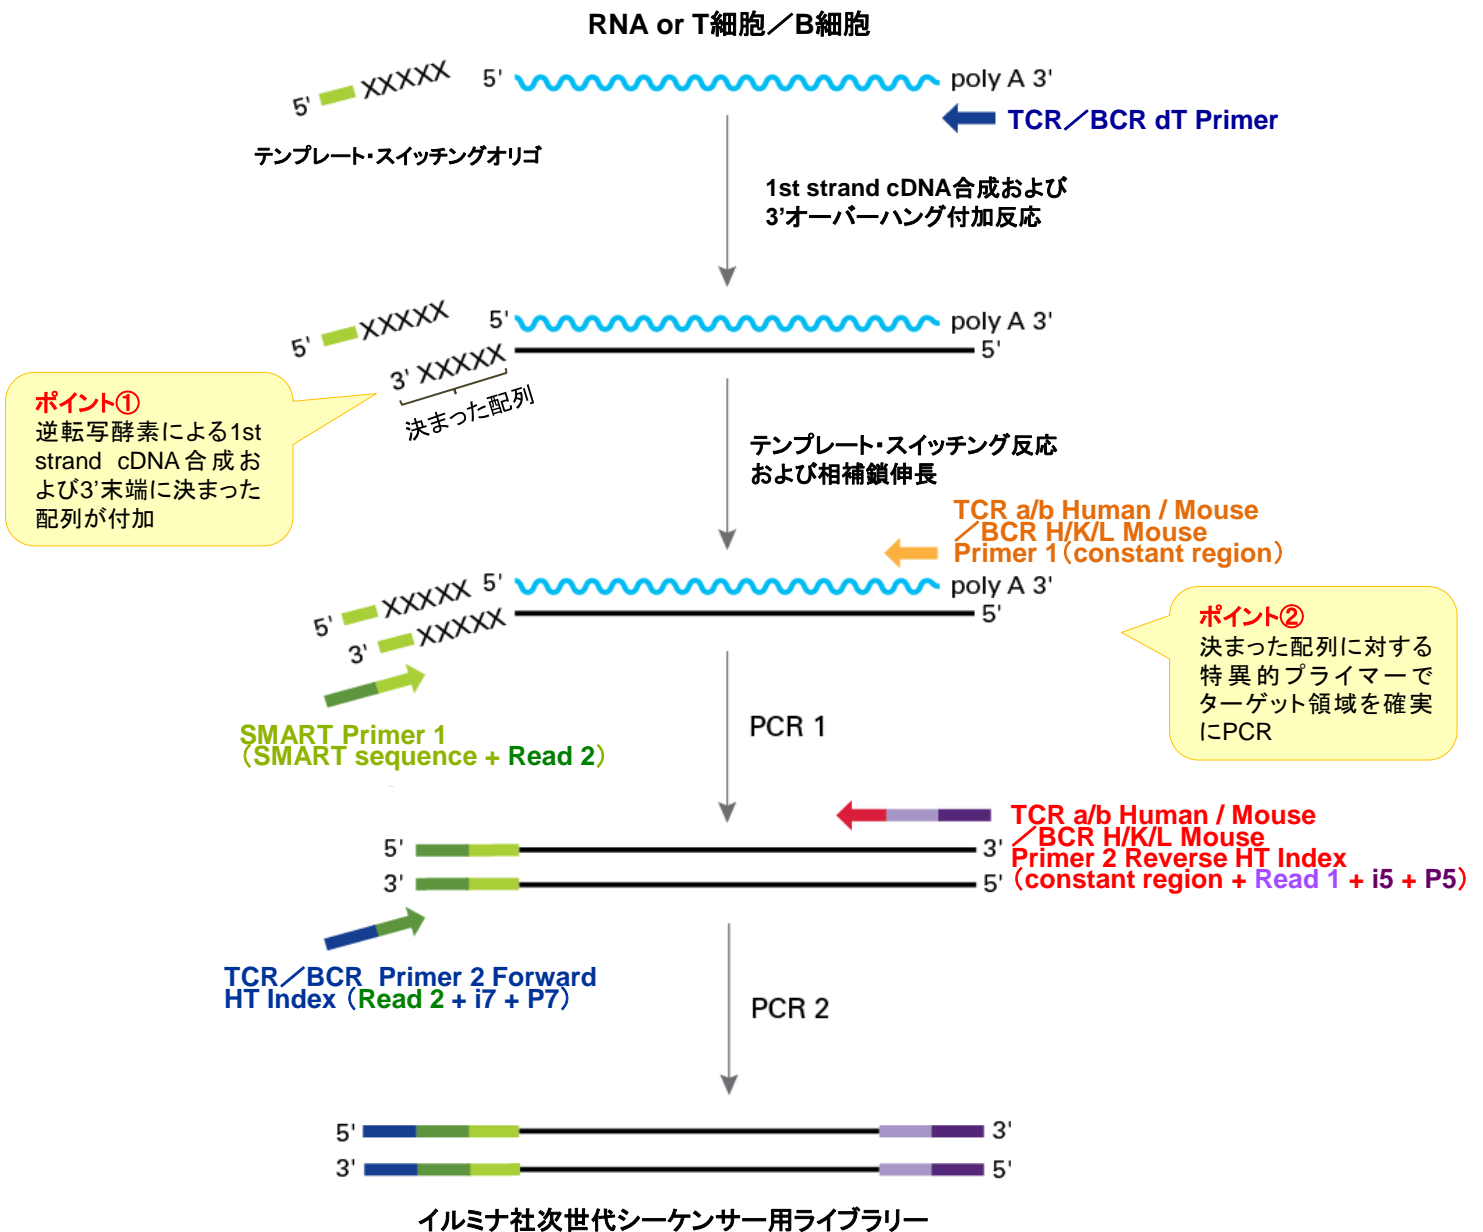 RNA or T細胞／B細胞
5' XXXXX
5' poly A 3'
TCR／BCR dT Primer
テンプレート・スイッチングオリゴ
1st strand cDNA合成および
3’オーバーハング付加反応
5' XXXXX
5' poly A 3'
3' XXXXX 5'
決まった配列
ポイント①
逆転写酵素による1st
strand cDNA合成お
よび3’末端に決まった
配列が付加
テンプレート・スイッチング反応
および相補鎖伸長
TCR a/b Human / Mouse
／BCR H/K/L Mouse
Primer 1（constant region）
5' XXXXX 5' poly A 3'
3' XXXXX 5'
ポイント②
決まった配列に対する
特異的プライマーで
ターゲット領域を確実
にPCR
SMART Primer 1
（SMART sequence + Read 2）
PCR 1
TCR a/b Human / Mouse
／BCR H/K/L Mouse
Primer 2 Reverse HT Index
（constant region + Read 1 + i5 + P5）
5' 3'
3' 5'
TCR／BCR Primer 2 Forward
HT Index（Read 2 + i7 + P7）
PCR 2
5' 3'
3' 5'
イルミナ社次世代シーケンサー用ライブラリー